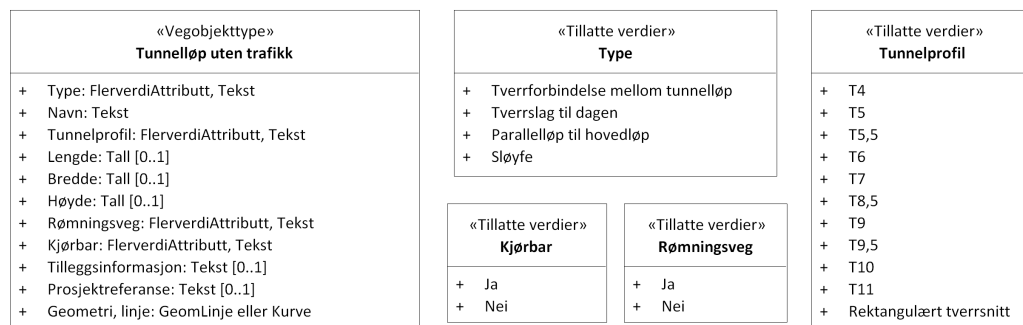 «Vegobjekttype»
Tunnelløp uten trafikk
+ Type: FlerverdiAttributt, Tekst
+ Navn: Tekst
+ Tunnelprofil: FlerverdiAttributt, Tekst
+ Lengde: Tall [0..1]
+ Bredde: Tall [0..1]
+ Høyde: Tall [0..1]
+ Rømningsveg: FlerverdiAttributt, Tekst
+ Kjørbar: FlerverdiAttributt, Tekst
+ Tilleggsinformasjon: Tekst [0..1]
+ Prosjektreferanse: Tekst [0..1]
+ Geometri, linje: GeomLinje eller Kurve
«Tillatte verdier»
Type
+ Tverrforbindelse mellom tunnelløp
+ Tverrslag til dagen
+ Parallelløp til hovedløp
+ Sløyfe
«Tillatte verdier»
Kjørbar
+ Ja
+ Nei
«Tillatte verdier»
Rømningsveg
+ Ja
+ Nei
«Tillatte verdier»
Tunnelprofil
+ T4
+ T5
+ T5,5
+ T6
+ T7
+ T8,5
+ T9
+ T9,5
+ T10
+ T11
+ Rektangulært tverrsnitt